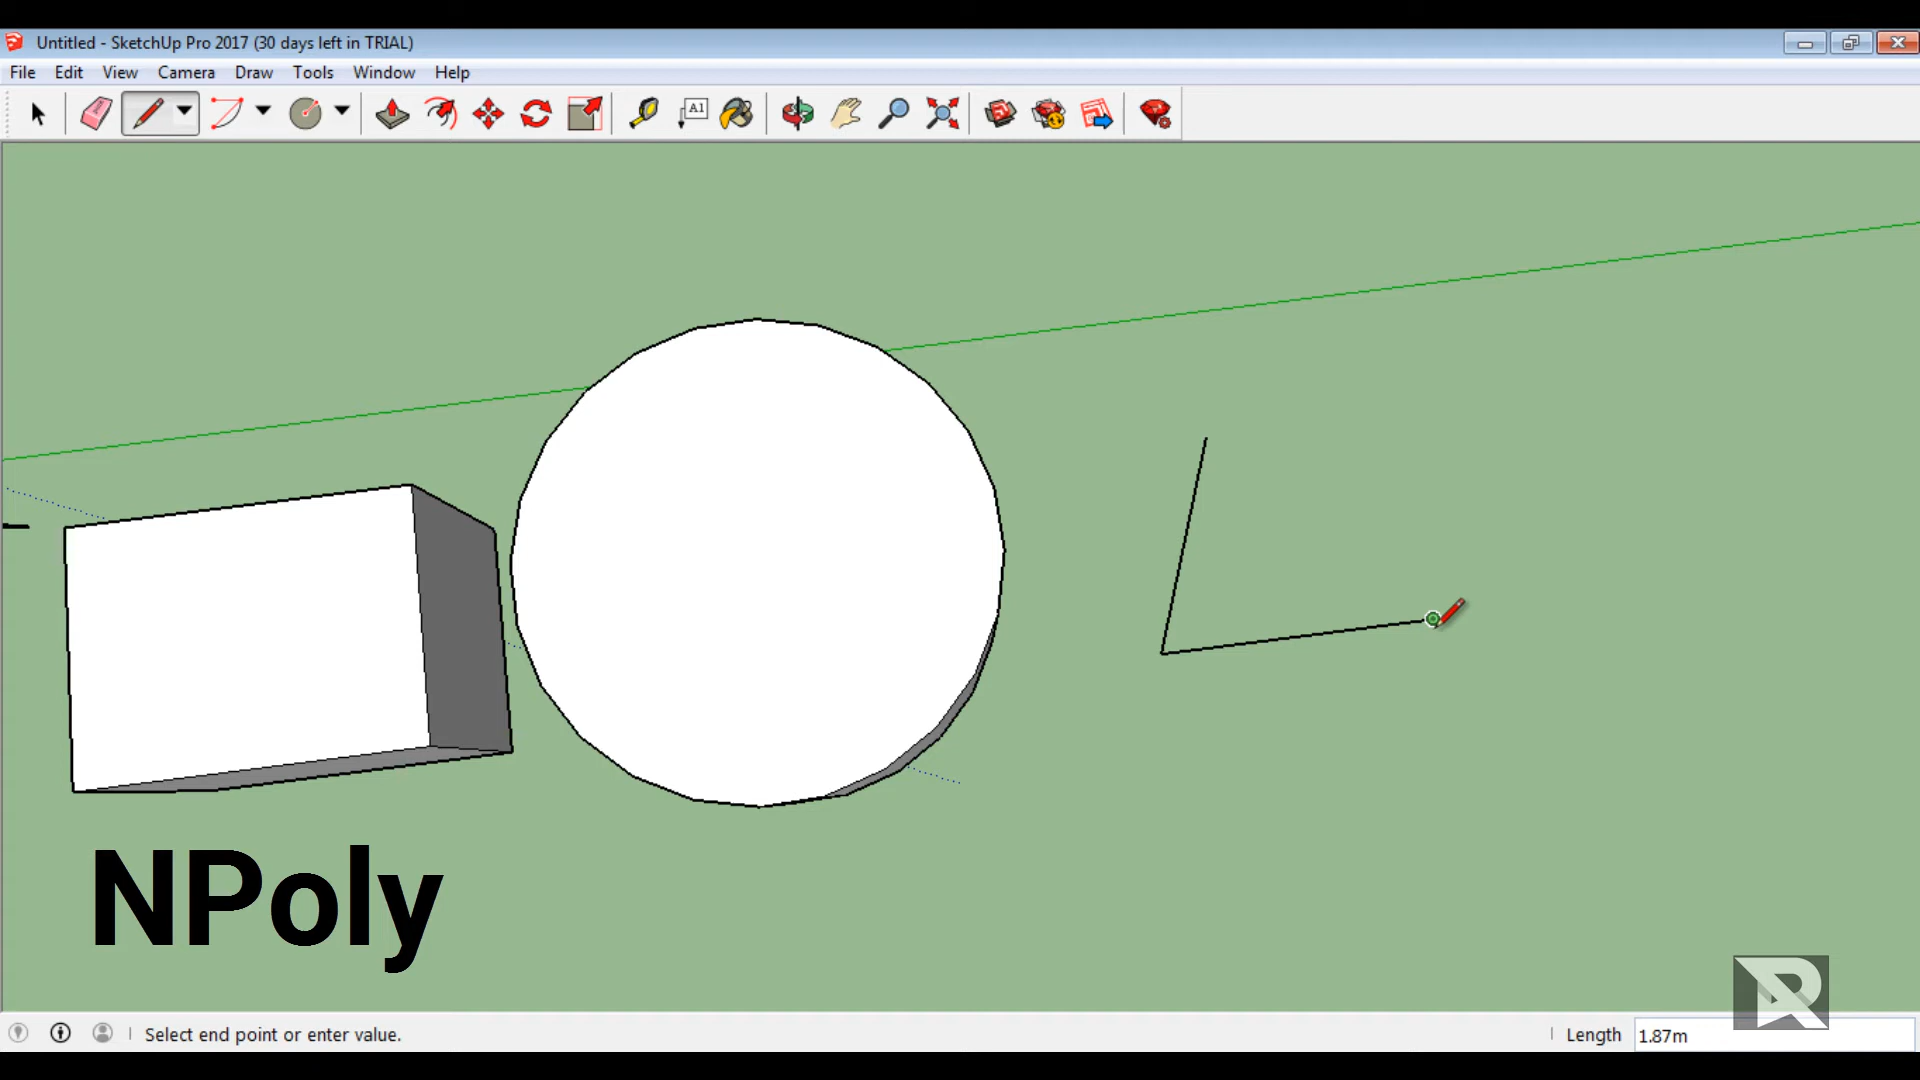 Untitled - SketchUp Pro 2017 (30 days left in TRIAL)
File Edit View Camera Draw Tools Window Help
A1
NPoly
Select end point or enter value.
Length 1.87m